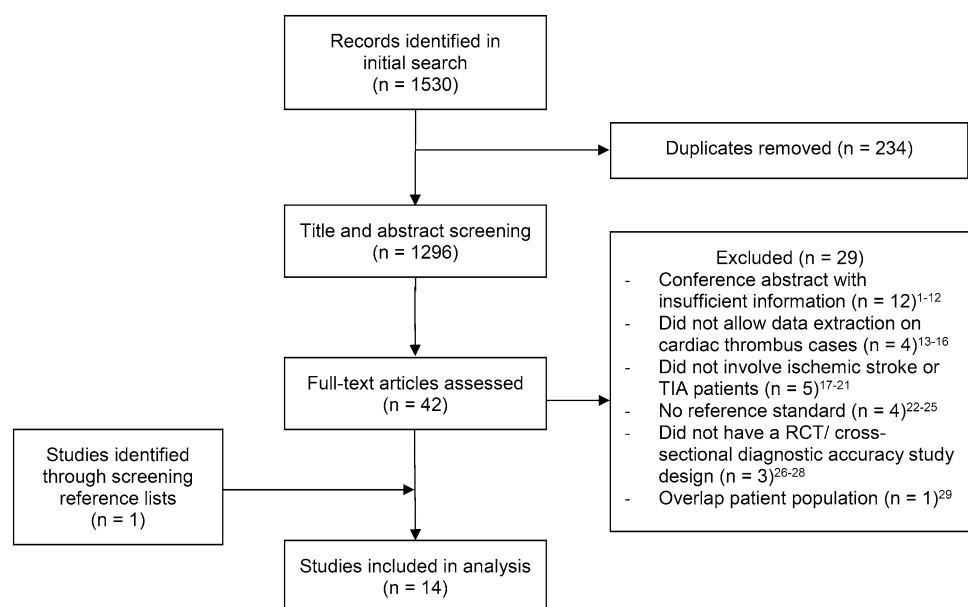 Records identified in
initial search
(n = 1530)
Duplicates removed (n = 234)
Title and abstract screening
(n = 1296)
Excluded (n = 29)
- Conference abstract with
insufficient information (n = 12)1-12
- Did not allow data extraction on
cardiac thrombus cases (n = 4)13-16
- Did not involve ischemic stroke or
TIA patients (n = 5)17-21
- No reference standard (n = 4)22-25
- Did not have a RCT/ cross-
sectional diagnostic accuracy study
design (n = 3)26-28
- Overlap patient population (n = 1)29
Full-text articles assessed
(n = 42)
Studies identified
through screening
reference lists
(n = 1)
Studies included in analysis
(n = 14)